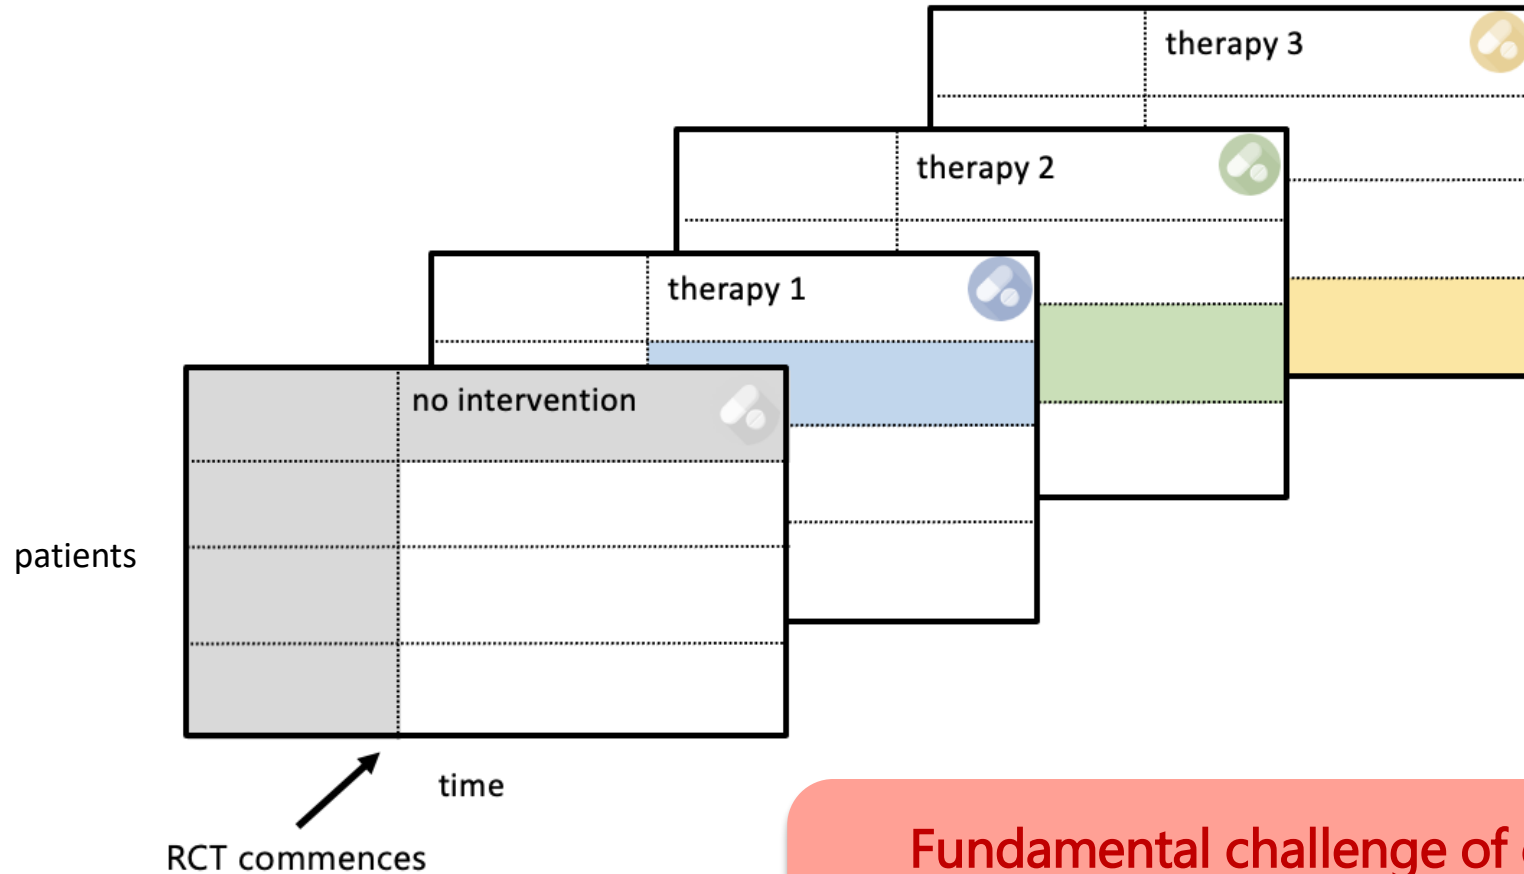 therapy 3
therapy 2
therapy 1
no intervention
patients
time
RCT commences
Fundamental challenge of